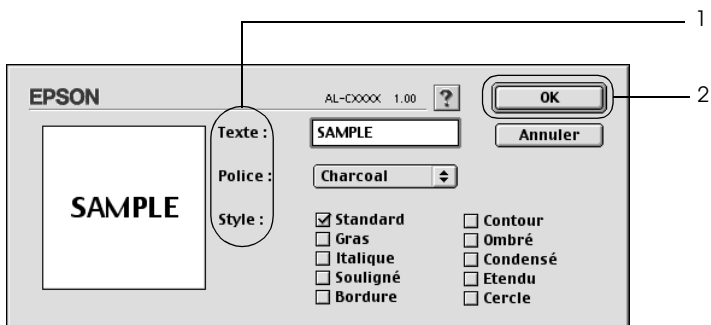 1
EPSON
AL-CXXXX 1.00 ?
OK
2
Texte :
SAMPLE
Annuler
Police :
Charcoal
SAMPLE
Style :
Standard
Contour
Gras
Ombré
Italique
Condensé
Souligné
Etendu
Bordure
Cercle